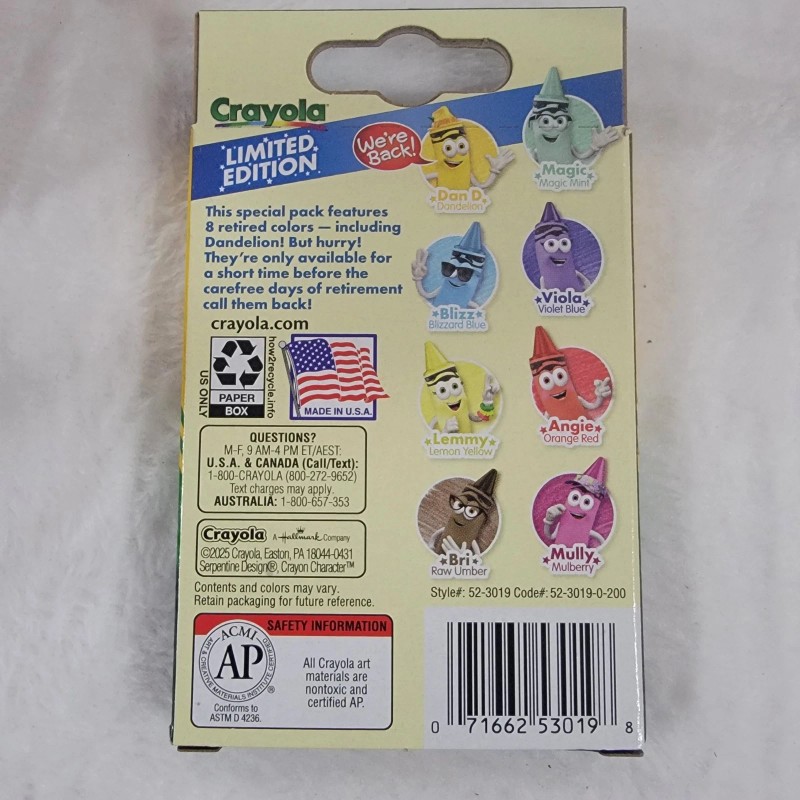 Crayola
LIMITED
EDITION
We're
Back!
Dan D.
Dandelion
Magic
Magic Mint
This special pack features
8 retired colors — including
Dandelion! But hurry!
They're only available for
a short time before the
carefree days of retirement
call them back!
crayola.com
Blizz
Blizzard Blue
Viola
Violet Blue
US ONLY
PAPER
BOX
how2recycle.info
MADE IN U.S.A.
Lemmy
Lemon Yellow
Angie
Orange Red
QUESTIONS?
M-F, 9 AM-4 PM ET/AEST:
U.S.A. & CANADA (Call/Text):
1-800-CRAYOLA (800-272-9652)
Text charges may apply.
AUSTRALIA: 1-800-657-353
Bri
Raw Umber
Mully
Mulberry
Crayola A Hallmark Company
©2025 Crayola, Easton, PA 18044-0431
Serpentine Design®, Crayon Character™
Contents and colors may vary.
Retain packaging for future reference.
Style#: 52-3019 Code#: 52-3019-0-200
SAFETY INFORMATION
ACMI
AP
ART & CREATIVE MATERIALS INSTITUTE CERTIFIED
®
Conforms to
ASTM D 4236.
All Crayola art
materials are
nontoxic and
certified AP.
0 71662 53019 8